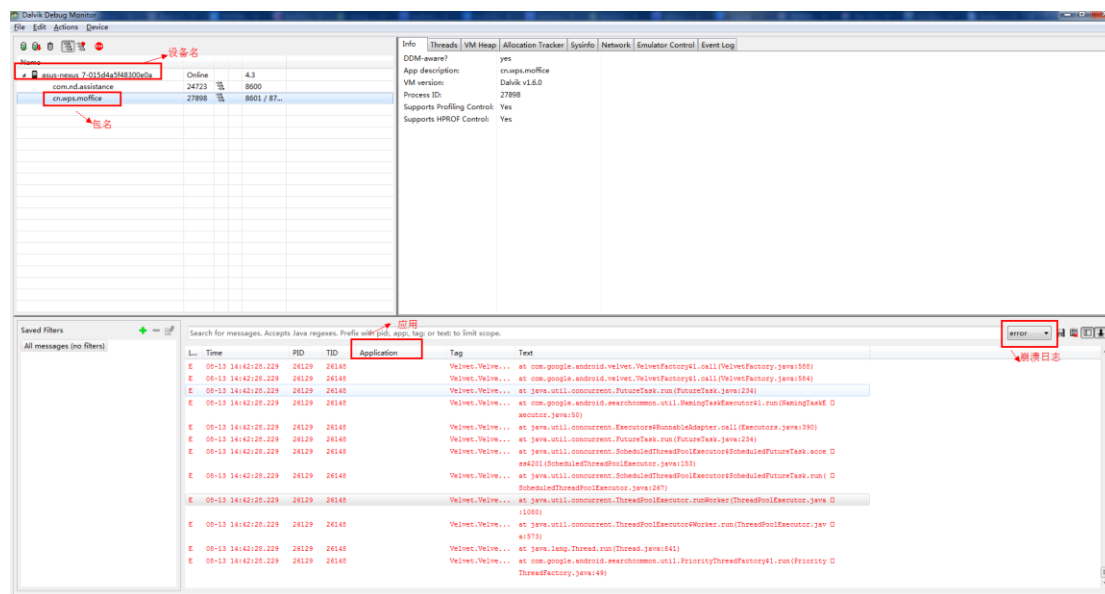 Dalvik Debug Monitor
File Edit Actions Device
设备名
Name
asus-nexus 7-015d4a5f48300e0a Online 4.3
com.nd.assistance 24723 8600
cn.wps.moffice 27898 8601 / 87...
包名
Info Threads VM Heap Allocation Tracker Sysinfo Network Emulator Control Event Log
DDM-aware? yes
App description: cn.wps.moffice
VM version: Dalvik v1.6.0
Process ID: 27898
Supports Profiling Control: Yes
Supports HPROF Control: Yes
Saved Filters
All messages (no filters)
应用
Search for messages. Accepts Java regexes. Prefix with pid:, app:, tag: or text: to limit scope.
error
崩溃日志
L... Time PID TID Application Tag Text
E 08-13 14:42:28.229 26129 26148 Velvet.Velve... at com.google.android.velvet.VelvetFactory$1.call(VelvetFactory.java:588)
E 08-13 14:42:28.229 26129 26148 Velvet.Velve... at com.google.android.velvet.VelvetFactory$1.call(VelvetFactory.java:584)
E 08-13 14:42:28.229 26129 26148 Velvet.Velve... at java.util.concurrent.FutureTask.run(FutureTask.java:234)
E 08-13 14:42:28.229 26129 26148 Velvet.Velve... at com.google.android.searchcommon.util.NamingTaskExecutor$1.run(NamingTaskE
xecutor.java:50)
E 08-13 14:42:28.229 26129 26148 Velvet.Velve... at java.util.concurrent.Executors$RunnableAdapter.call(Executors.java:390)
E 08-13 14:42:28.229 26129 26148 Velvet.Velve... at java.util.concurrent.FutureTask.run(FutureTask.java:234)
E 08-13 14:42:28.229 26129 26148 Velvet.Velve... at java.util.concurrent.ScheduledThreadPoolExecutor$ScheduledFutureTask.acce
ss$201(ScheduledThreadPoolExecutor.java:153)
E 08-13 14:42:28.229 26129 26148 Velvet.Velve... at java.util.concurrent.ScheduledThreadPoolExecutor$ScheduledFutureTask.run(
ScheduledThreadPoolExecutor.java:267)
E 08-13 14:42:28.229 26129 26148 Velvet.Velve... at java.util.concurrent.ThreadPoolExecutor.runWorker(ThreadPoolExecutor.java
:1080)
E 08-13 14:42:28.229 26129 26148 Velvet.Velve... at java.util.concurrent.ThreadPoolExecutor$Worker.run(ThreadPoolExecutor.jav
a:573)
E 08-13 14:42:28.229 26129 26148 Velvet.Velve... at java.lang.Thread.run(Thread.java:841)
E 08-13 14:42:28.229 26129 26148 Velvet.Velve... at com.google.android.searchcommon.util.PriorityThreadFactory$1.run(Priority
ThreadFactory.java:49)